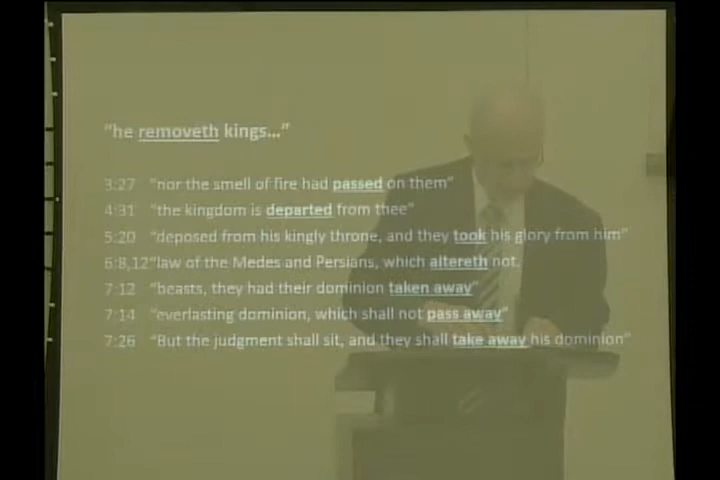 "he removeth kings..."
3:27 "nor the smell of fire had passed on them"
4:31 "the kingdom is departed from thee"
5:20 "deposed from his kingly throne, and they took his glory from him"
6:8,12 "law of the Medes and Persians, which altereth not.
7:12 "beasts, they had their dominion taken away"
7:14 "everlasting dominion, which shall not pass away"
7:26 "But the judgment shall sit, and they shall take away his dominion"